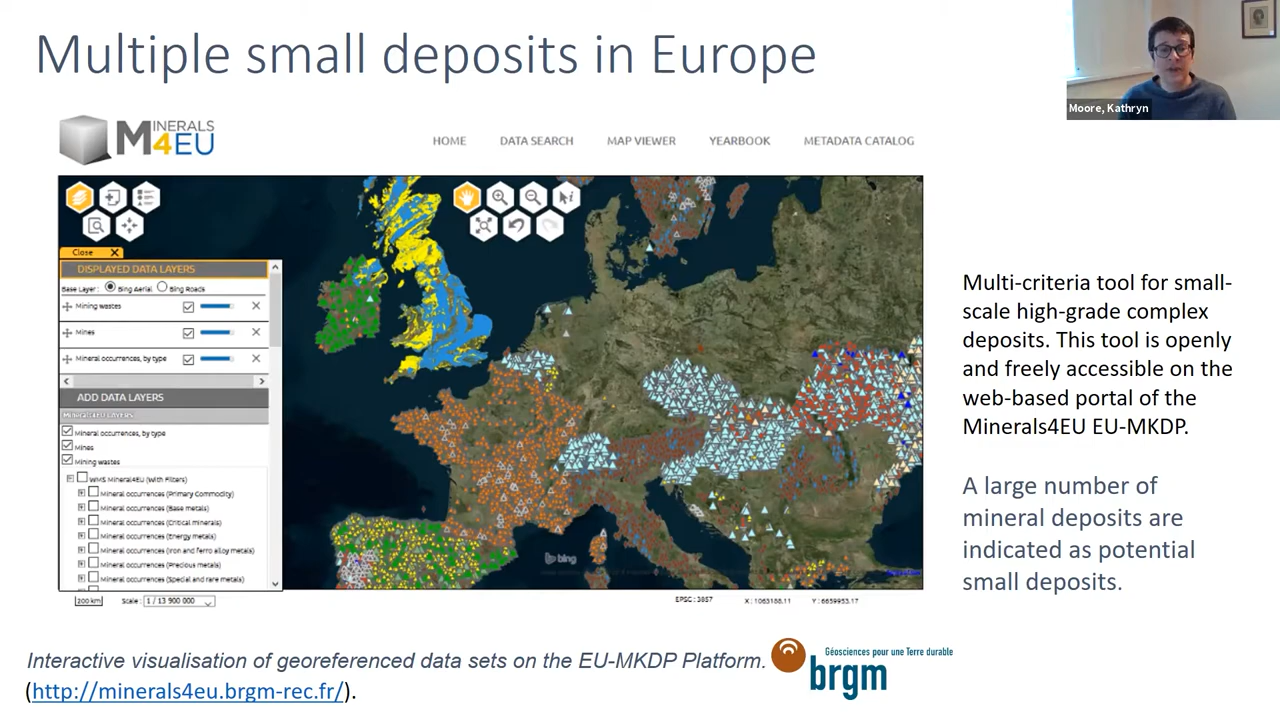 Multiple small deposits in Europe
Moore, Kathryn
MINERALS
4EU
HOME DATA SEARCH MAP VIEWER YEARBOOK METADATA CATALOG
Close X
DISPLAYED DATA LAYERS
Base Layer : Bing Aerial Bing Roads
Mining wastes
Mines
Mineral occurrences, by type
ADD DATA LAYERS
Minerals4EU LAYERS
Mineral occurrences, by type
Mines
Mining wastes
WMS Mineral4EU (With Filters)
Mineral occurrences (Primary Commodity)
Mineral occurrences (Base metals)
Mineral occurrences (Critical minerals)
Mineral occurrences (Energy metals)
Mineral occurrences (Iron and ferro alloy metals)
Mineral occurrences (Precious metals)
Mineral occurrences (Special and rare metals)
bing
200 km Scale : 1 / 13 900 000
EPSG : 3857 X : 1063188.11 Y : 6659953.17
Multi-criteria tool for small-
scale high-grade complex
deposits. This tool is openly
and freely accessible on the
web-based portal of the
Minerals4EU EU-MKDP.
A large number of
mineral deposits are
indicated as potential
small deposits.
Interactive visualisation of georeferenced data sets on the EU-MKDP Platform.
(http://minerals4eu.brgm-rec.fr/).
Géosciences pour une Terre durable
brgm